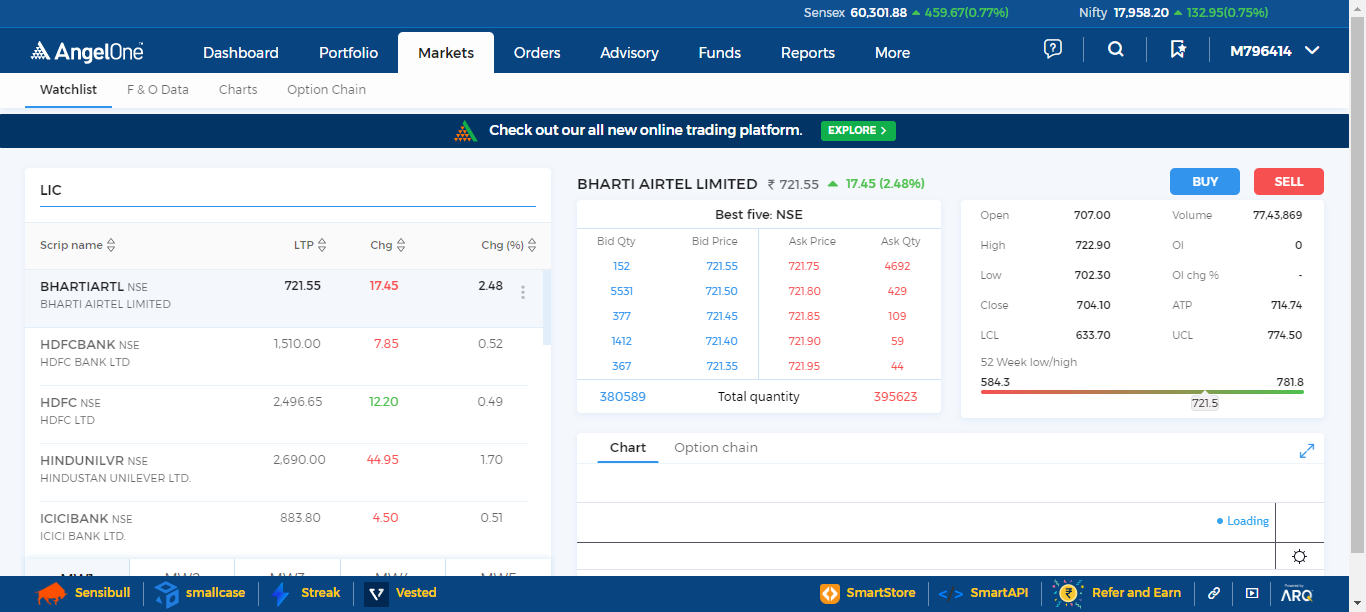 Sensex 60,301.88 459.67(0.77%) Nifty 17,958.20 132.95(0.75%)
AngelOne Dashboard Portfolio Markets Orders Advisory Funds Reports More M796414
Watchlist F & O Data Charts Option Chain
Check out our all new online trading platform. EXPLORE >
LIC
Scrip name LTP Chg Chg (%)
BHARTIARTL NSE 721.55 17.45 2.48
BHARTI AIRTEL LIMITED
HDFCBANK NSE 1,510.00 7.85 0.52
HDFC BANK LTD
HDFC NSE 2,496.65 12.20 0.49
HDFC LTD
HINDUNILVR NSE 2,690.00 44.95 1.70
HINDUSTAN UNILEVER LTD.
ICICIBANK NSE 883.80 4.50 0.51
ICICI BANK LTD.
MW1 MW2 MW3 MW4 MW5
BHARTI AIRTEL LIMITED ₹ 721.55 17.45 (2.48%)
BUY SELL
Best five: NSE
Bid Qty Bid Price Ask Price Ask Qty
152 721.55 721.75 4692
5531 721.50 721.80 429
377 721.45 721.85 109
1412 721.40 721.90 59
367 721.35 721.95 44
380589 Total quantity 395623
Open 707.00 Volume 77,43,869
High 722.90 OI 0
Low 702.30 OI chg % -
Close 704.10 ATP 714.74
LCL 633.70 UCL 774.50
52 Week low/high
584.3 781.8
721.5
Chart Option chain
Loading
Sensibull smallcase Streak Vested SmartStore < > SmartAPI Refer and Earn Powered by
ARQ